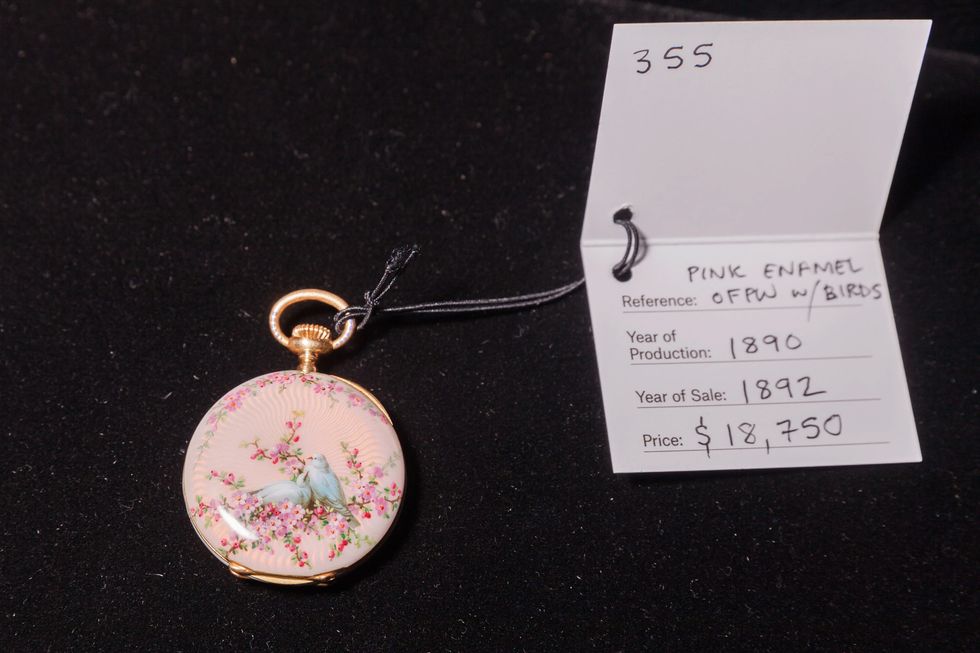 355
PINK ENAMEL
Reference: OFPW W/BIRDS
Year of
Production: 1890
Year of Sale: 1892
Price: $ 18,750